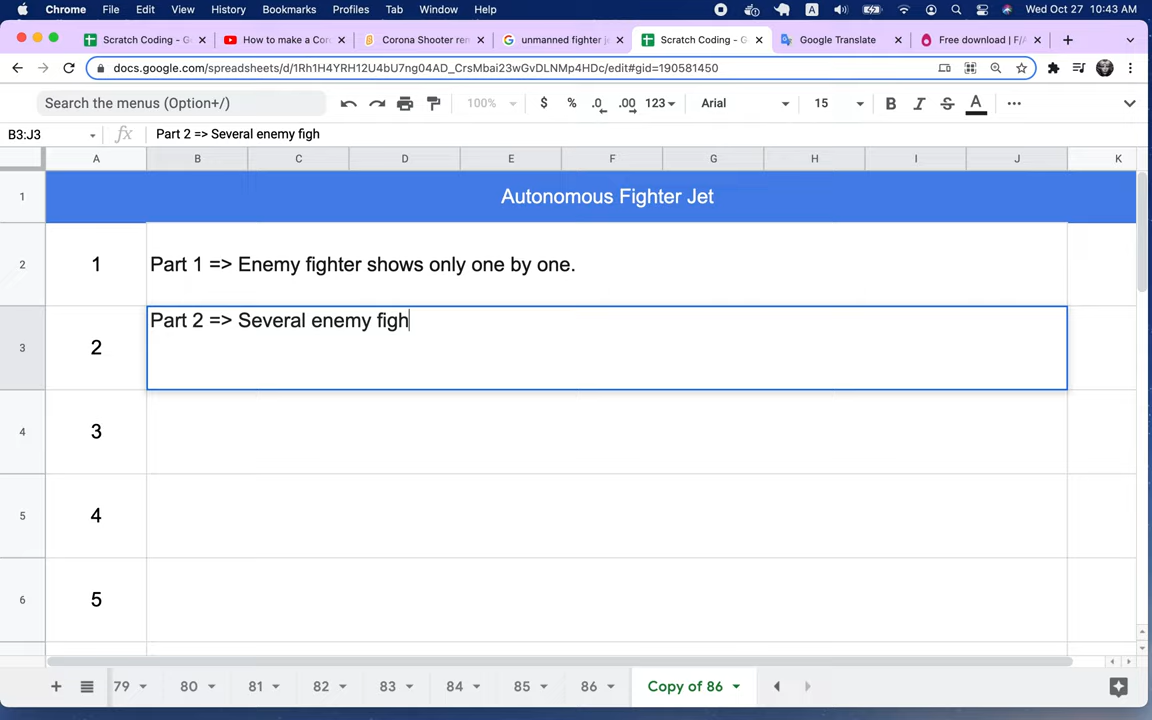 Chrome File Edit View History Bookmarks Profiles Tab Window Help A Wed Oct 27 10:43 AM
Scratch Coding - G How to make a Cor Corona Shooter ren unmanned fighter je Scratch Coding - G Google Translate Free download | F/A
docs.google.com/spreadsheets/d/1Rh1H4YRH12U4bU7ng04AD_CrsMbai23wGvDLNMp4HDc/edit#gid=190581450
Search the menus (Option+/) 100% $ % .0 .00 123 Arial 15 B I S A
B3:J3 fx Part 2 => Several enemy figh
A B C D E F G H I J K
1 Autonomous Fighter Jet
2 1 Part 1 => Enemy fighter shows only one by one.
3 2 Part 2 => Several enemy figh
4 3
5 4
6 5
79 80 81 82 83 84 85 86 Copy of 86